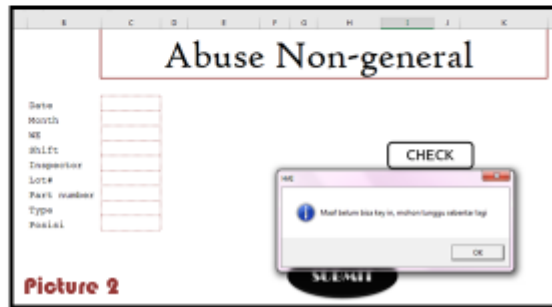 B C D E F G H I J K
Abuse Non-general
Date
Month
WE
Shift
Inspector
Lot#
Part number
Type
Posisi
CHECK
Maaf belum bisa key in, mohon tunggu sebentar lagi
OK
SUBMIT
Picture 2